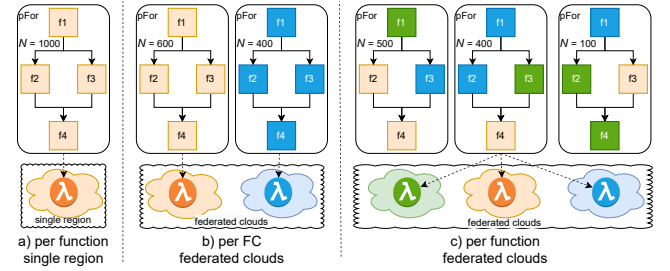 pFor
f1
N = 1000
f2
f3
f4
λ
single region
a) per function
single region
pFor
f1
N = 600
f2
f3
f4
λ
pFor
f1
N = 400
f2
f3
f4
λ
federated clouds
b) per FC
federated clouds
pFor
f1
N = 500
f2
f3
f4
λ
pFor
f1
N = 400
f2
f3
f4
λ
pFor
f1
N = 100
f2
f3
f4
λ
federated clouds
c) per function
federated clouds